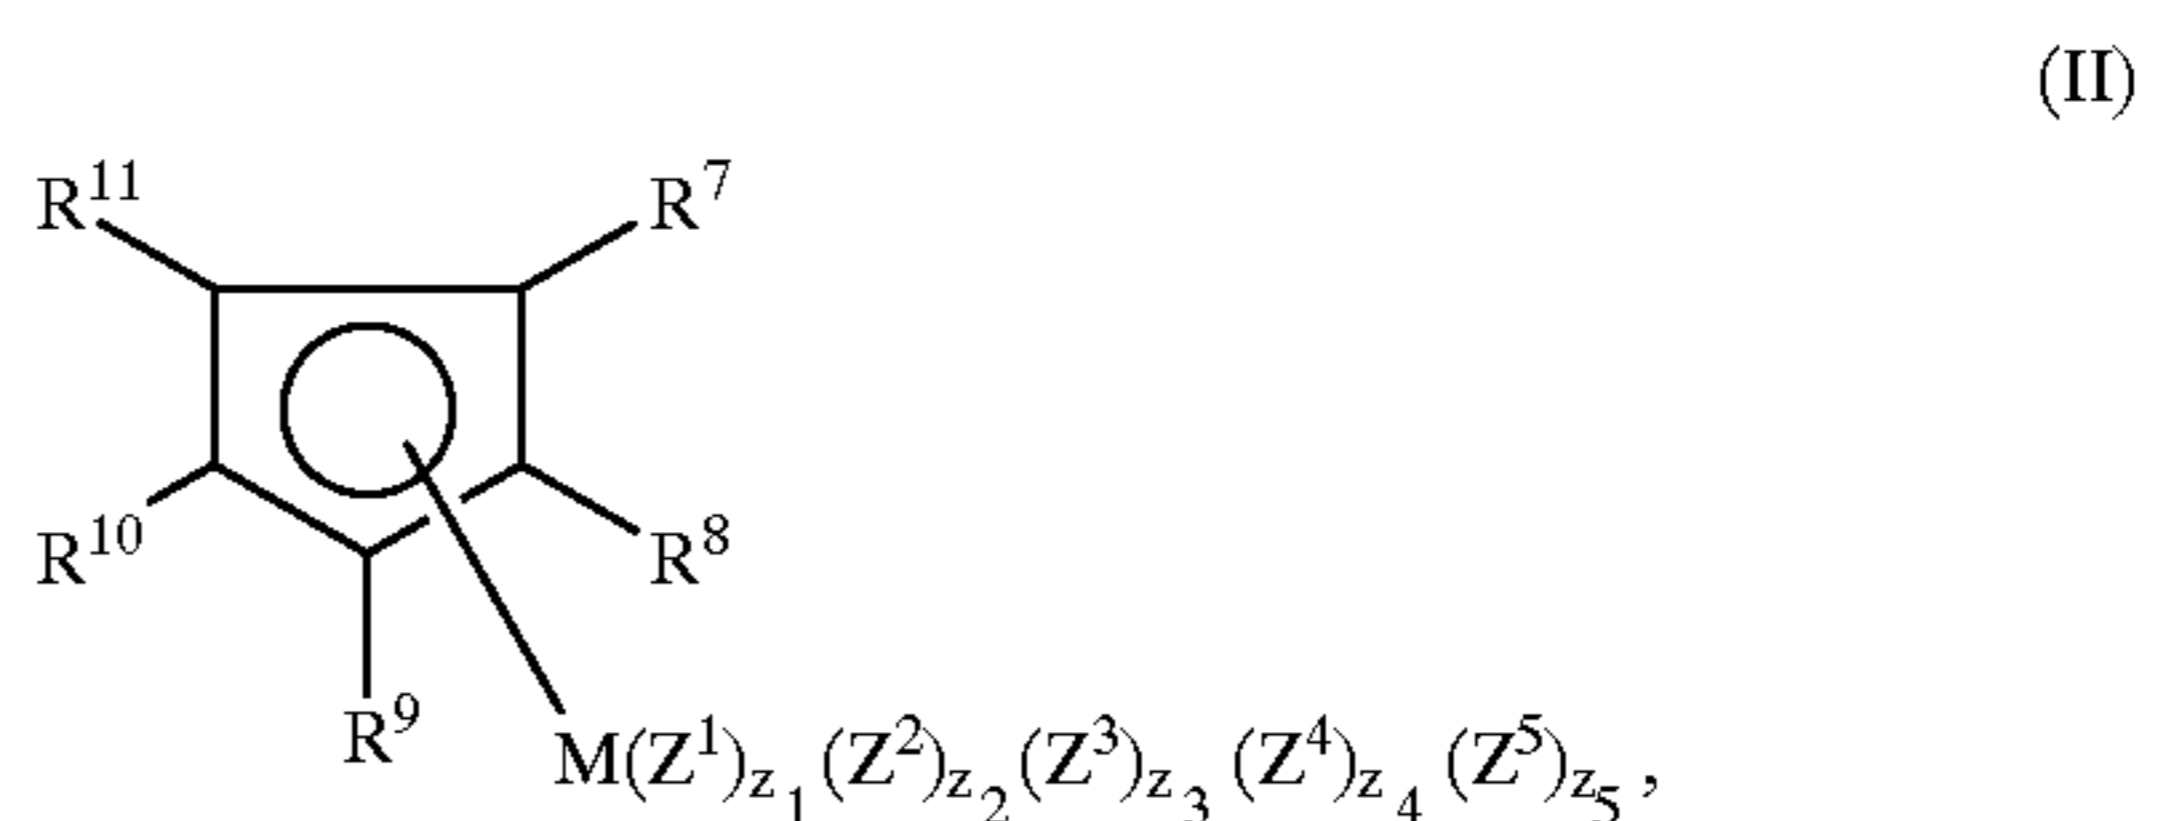 (II)
R¹¹ R⁷
R¹⁰ R⁸
R⁹
M(Z¹)z₁ (Z²)z₂ (Z³)z₃ (Z⁴)z₄ (Z⁵)z₅ ,